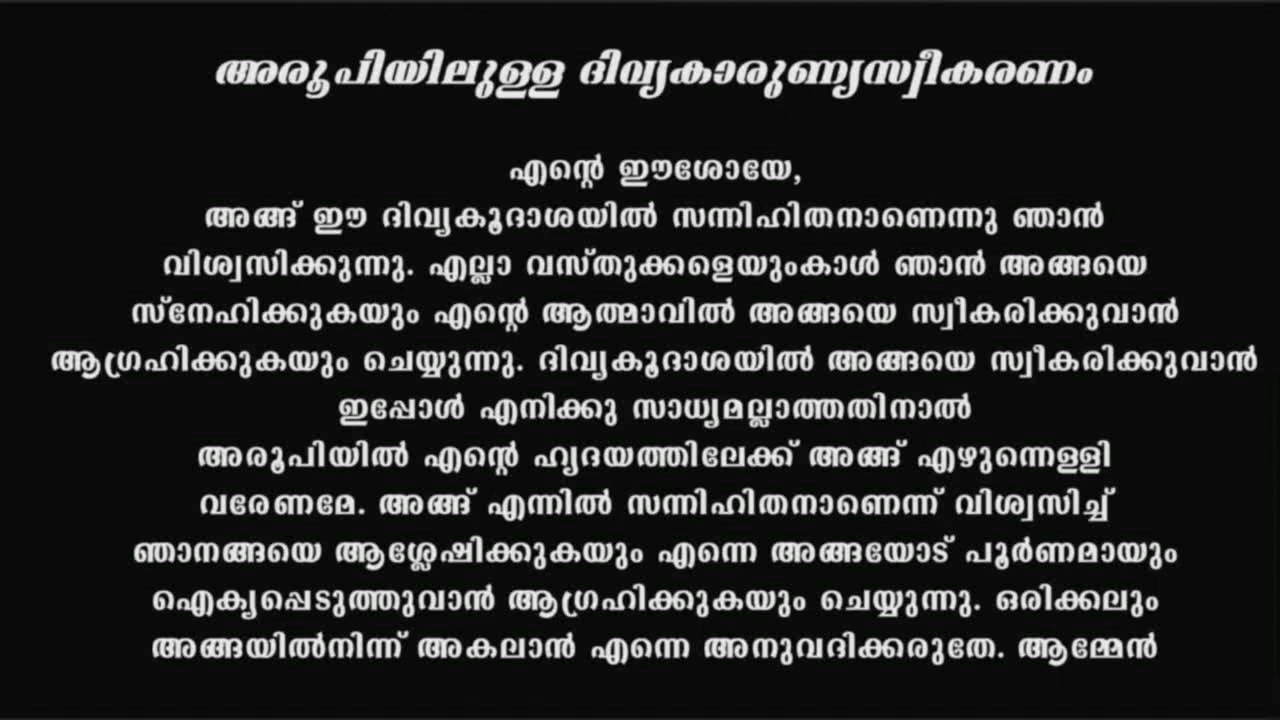 അരൂപിയിലുള്ള ദിവ്യകാരുണ്യസ്വീകരണം
എന്റെ ഈശോയേ,
അങ്ങ് ഈ ദിവ്യകൂദാശയിൽ സന്നിഹിതനാണെന്നു ഞാൻ
വിശ്വസിക്കുന്നു. എല്ലാ വസ്തുക്കളെയുംകാൾ ഞാൻ അങ്ങയെ
സ്നേഹിക്കുകയും എന്റെ ആത്മാവിൽ അങ്ങയെ സ്വീകരിക്കുവാൻ
ആഗ്രഹിക്കുകയും ചെയ്യുന്നു. ദിവ്യകൂദാശയിൽ അങ്ങയെ സ്വീകരിക്കുവാൻ
ഇപ്പോൾ എനിക്കു സാധ്യമല്ലാത്തതിനാൽ
അരൂപിയിൽ എന്റെ ഹൃദയത്തിലേക്ക് അങ്ങ് എഴുന്നെള്ളി
വരേണമേ. അങ്ങ് എന്നിൽ സന്നിഹിതനാണെന്ന് വിശ്വസിച്ച്
ഞാനങ്ങയെ ആശ്ലേഷിക്കുകയും എന്നെ അങ്ങയോട് പൂർണമായും
ഐക്യപ്പെടുത്തുവാൻ ആഗ്രഹിക്കുകയും ചെയ്യുന്നു. ഒരിക്കലും
അങ്ങയിൽനിന്ന് അകലാൻ എന്നെ അനുവദിക്കരുതേ. ആമ്മേൻ